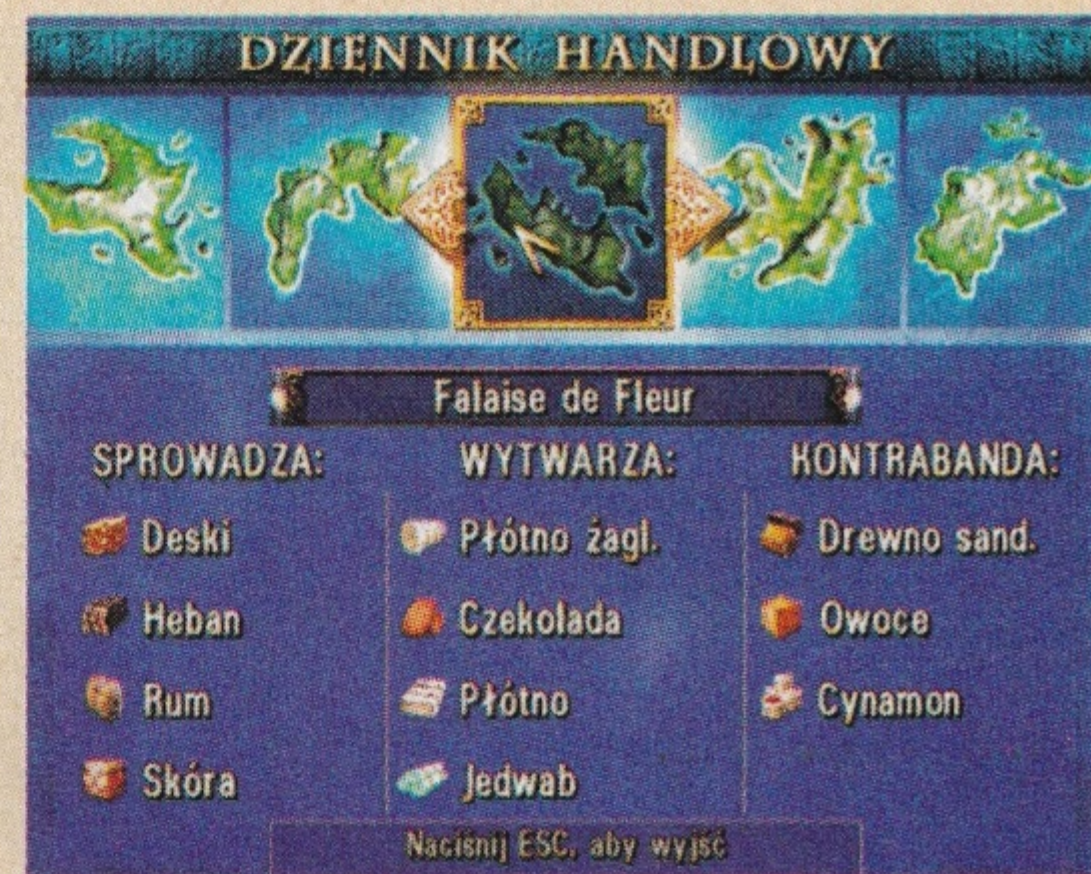 DZIENNIK HANDLOWY
Falaise de Fleur
SPROWADZA: WYTWARZA: KONTRABANDA:
Deski Płótno żagl. Drewno sand.
Heban Czekolada Owoce
Rum Płótno Cynamon
Skóra Jedwab
Naciśnij ESC, aby wyjść